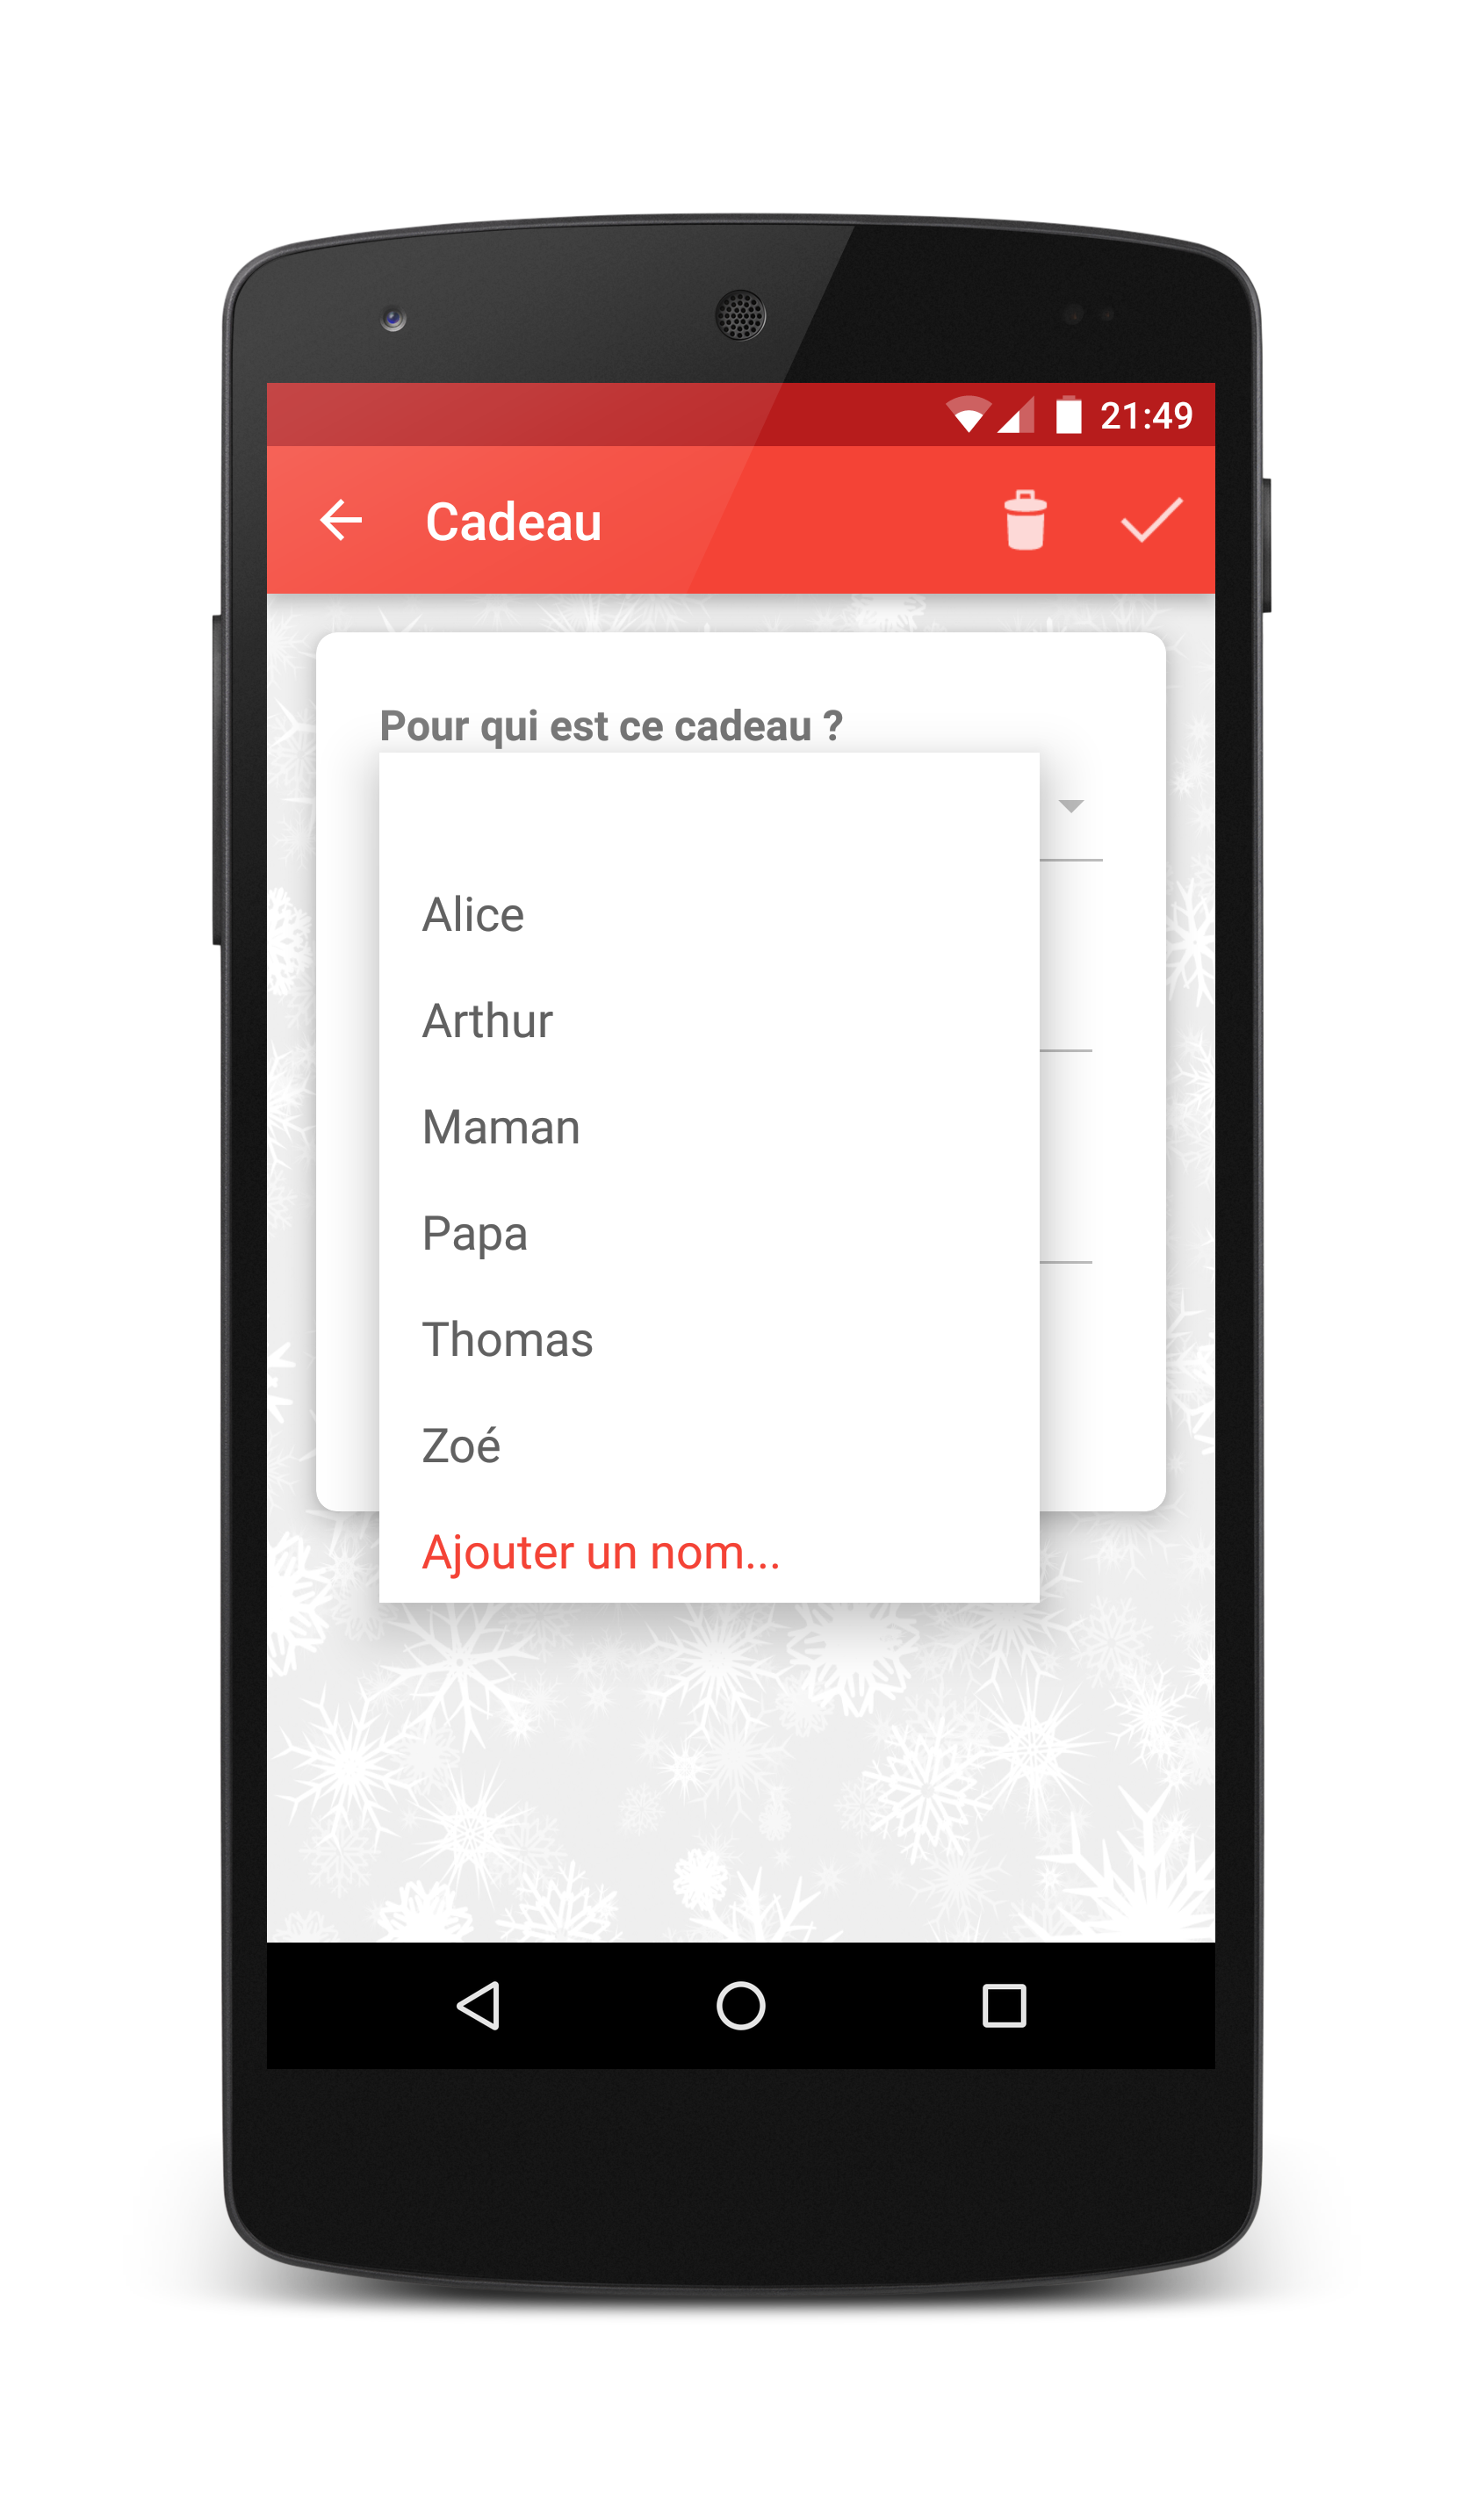 21:49
Cadeau
Pour qui est ce cadeau ?
Alice
Arthur
Maman
Papa
Thomas
Zoé
Ajouter un nom...